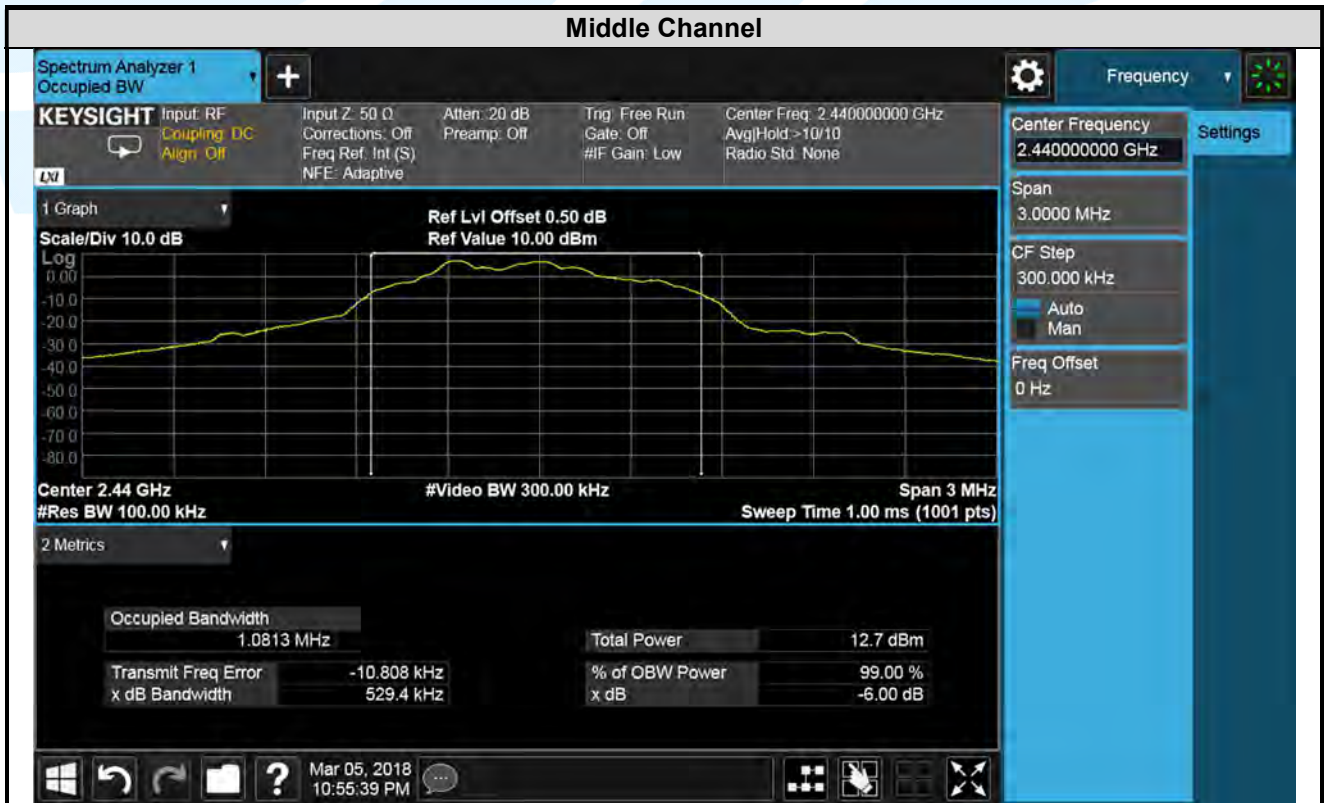 Middle Channel
Spectrum Analyzer 1
Occupied BW
Frequency
KEYSIGHT
Input: RF
Coupling: DC
Align: Off
LXI
Input Z: 50 Ω
Corrections: Off
Freq Ref: Int (S)
NFE: Adaptive
Atten: 20 dB
Preamp: Off
Trig: Free Run
Gate: Off
#IF Gain: Low
Center Freq: 2.440000000 GHz
Avg|Hold:>10/10
Radio Std: None
Center Frequency
2.440000000 GHz
Settings
Span
3.0000 MHz
CF Step
300.000 kHz
Auto
Man
Freq Offset
0 Hz
1 Graph
Scale/Div 10.0 dB
Ref Lvl Offset 0.50 dB
Ref Value 10.00 dBm
Log
0.00
-10.0
-20.0
-30.0
-40.0
-50.0
-60.0
-70.0
-80.0
Center 2.44 GHz
#Video BW 300.00 kHz
Span 3 MHz
#Res BW 100.00 kHz
Sweep Time 1.00 ms (1001 pts)
2 Metrics
Occupied Bandwidth
1.0813 MHz
Total Power 12.7 dBm
Transmit Freq Error -10.808 kHz
% of OBW Power 99.00 %
x dB Bandwidth 529.4 kHz
x dB -6.00 dB
?
Mar 05, 2018
10:55:39 PM